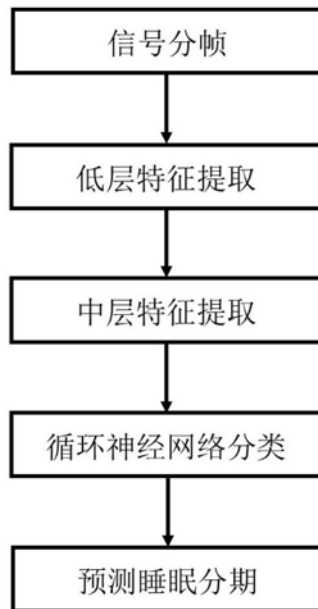 信号分帧
低层特征提取
中层特征提取
循环神经网络分类
预测睡眠分期